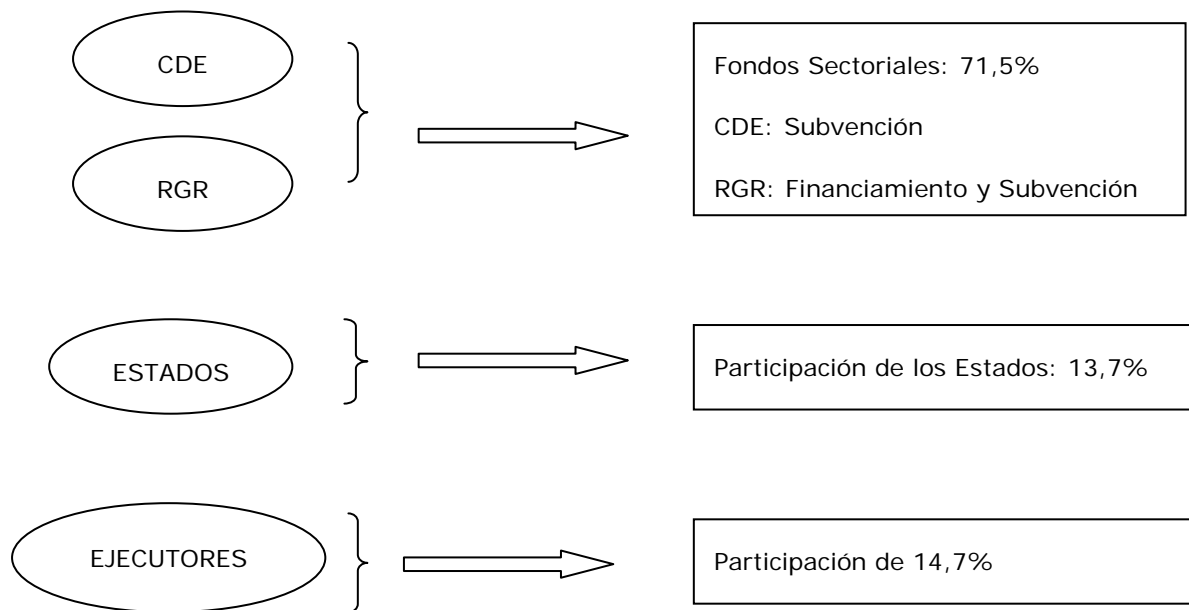 CDE
RGR
Fondos Sectoriales: 71,5%
CDE: Subvención
RGR: Financiamiento y Subvención
ESTADOS
Participación de los Estados: 13,7%
EJECUTORES
Participación de 14,7%